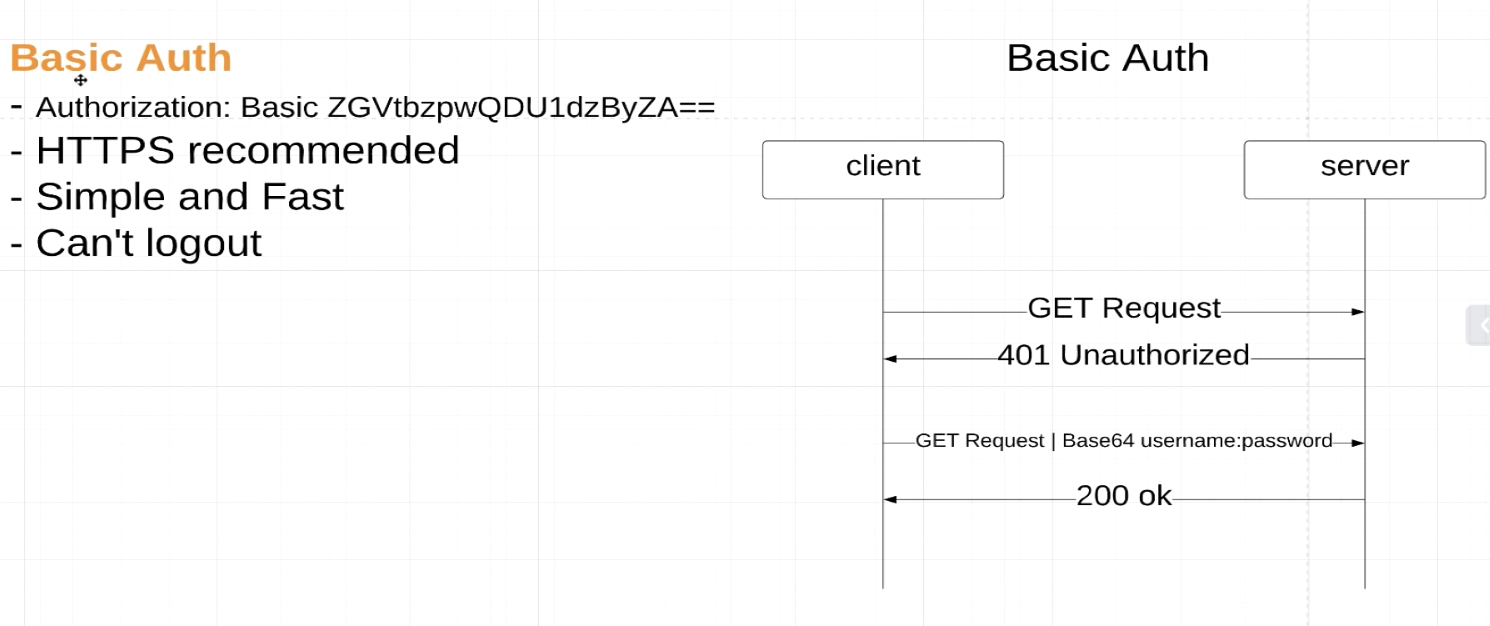 Basic Auth
- Authorization: Basic ZGVtbzpwQDU1dzByZA==
- HTTPS recommended
- Simple and Fast
- Can't logout
Basic Auth
client
server
GET Request
401 Unauthorized
GET Request | Base64 username:password
200 ok